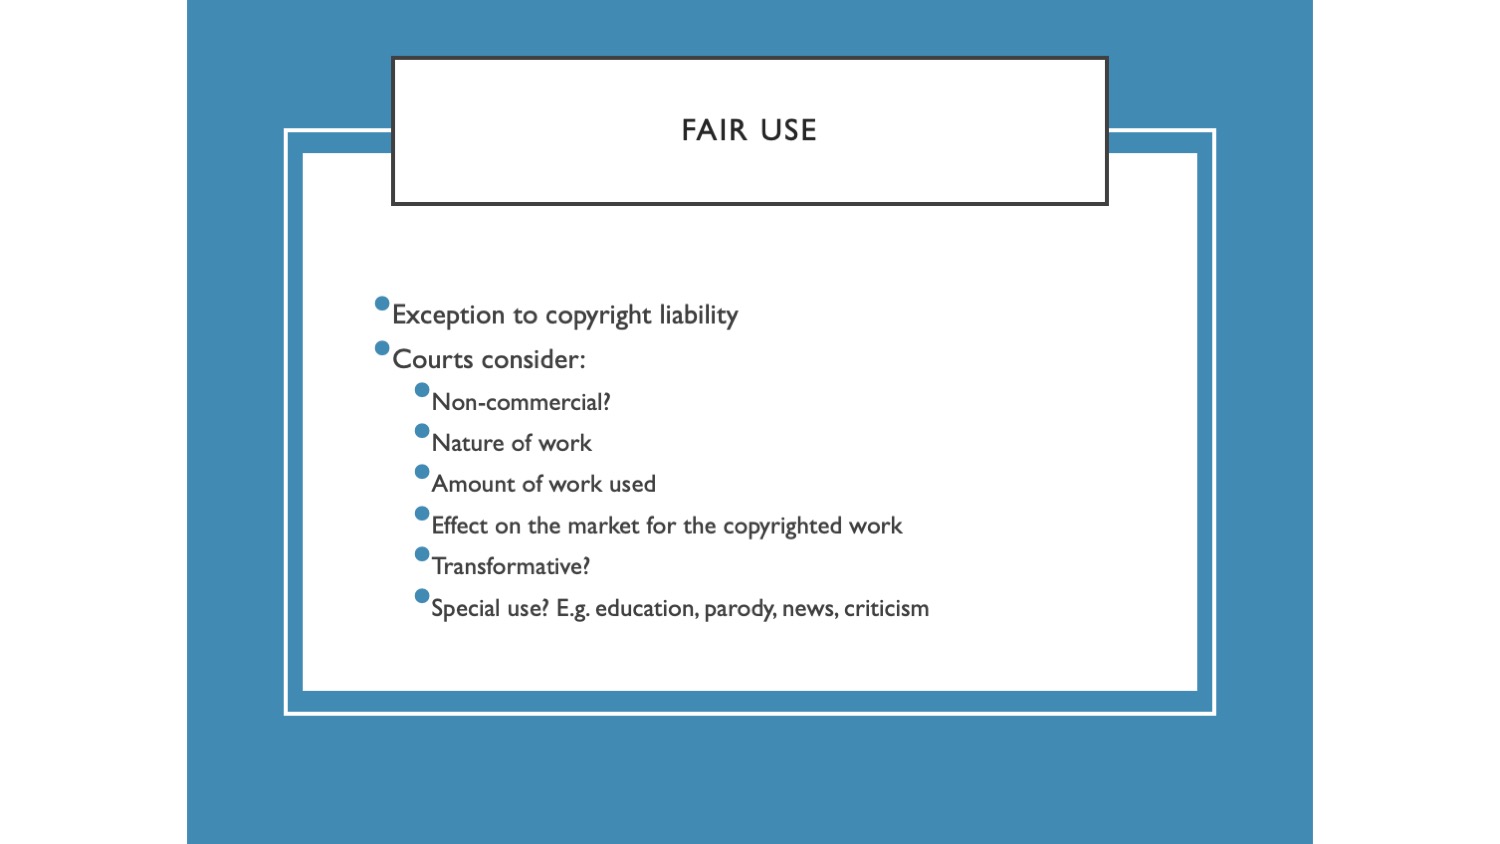 FAIR USE
Exception to copyright liability
Courts consider:
Non-commercial?
Nature of work
Amount of work used
Effect on the market for the copyrighted work
Transformative?
Special use? E.g. education, parody, news, criticism